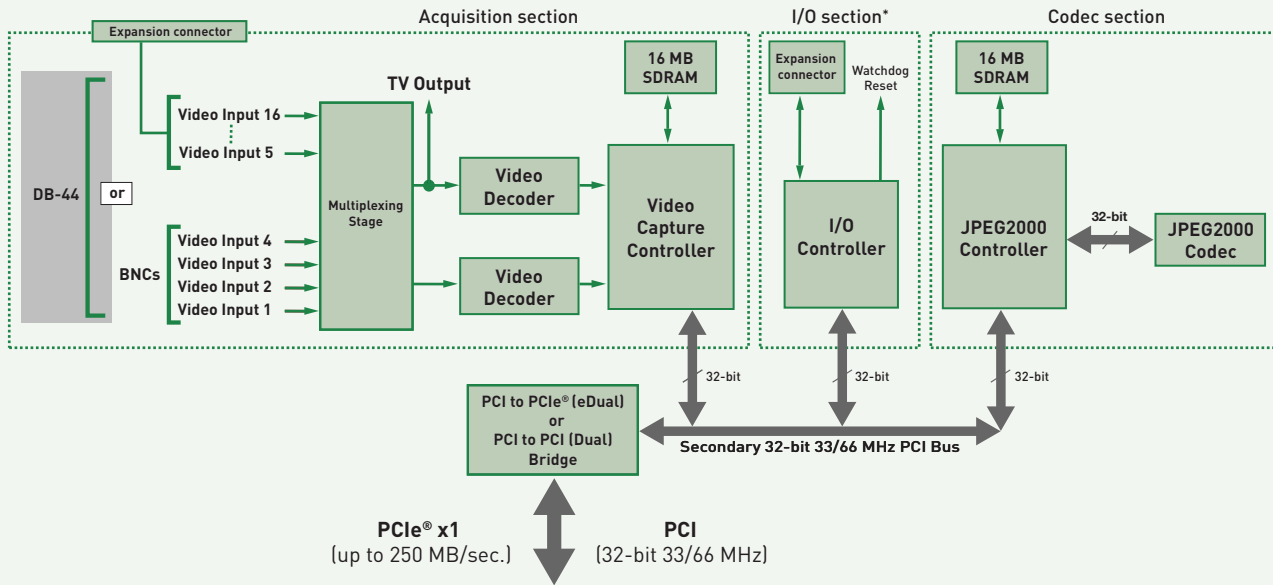 Acquisition section
I/O section*
Codec section
Expansion connector
16 MB
SDRAM
Expansion
connector
Watchdog
Reset
16 MB
SDRAM
TV Output
Video Input 16
Video Input 5
DB-44
or
Multiplexing
Stage
Video
Decoder
Video
Capture
Controller
I/O
Controller
JPEG2000
Controller
32-bit
JPEG2000
Codec
BNCs
Video Input 4
Video Input 3
Video Input 2
Video Input 1
Video
Decoder
32-bit
32-bit
32-bit
PCI to PCIe® (eDual)
or
PCI to PCI (Dual)
Bridge
Secondary 32-bit 33/66 MHz PCI Bus
PCIe® x1
(up to 250 MB/sec.)
PCI
(32-bit 33/66 MHz)